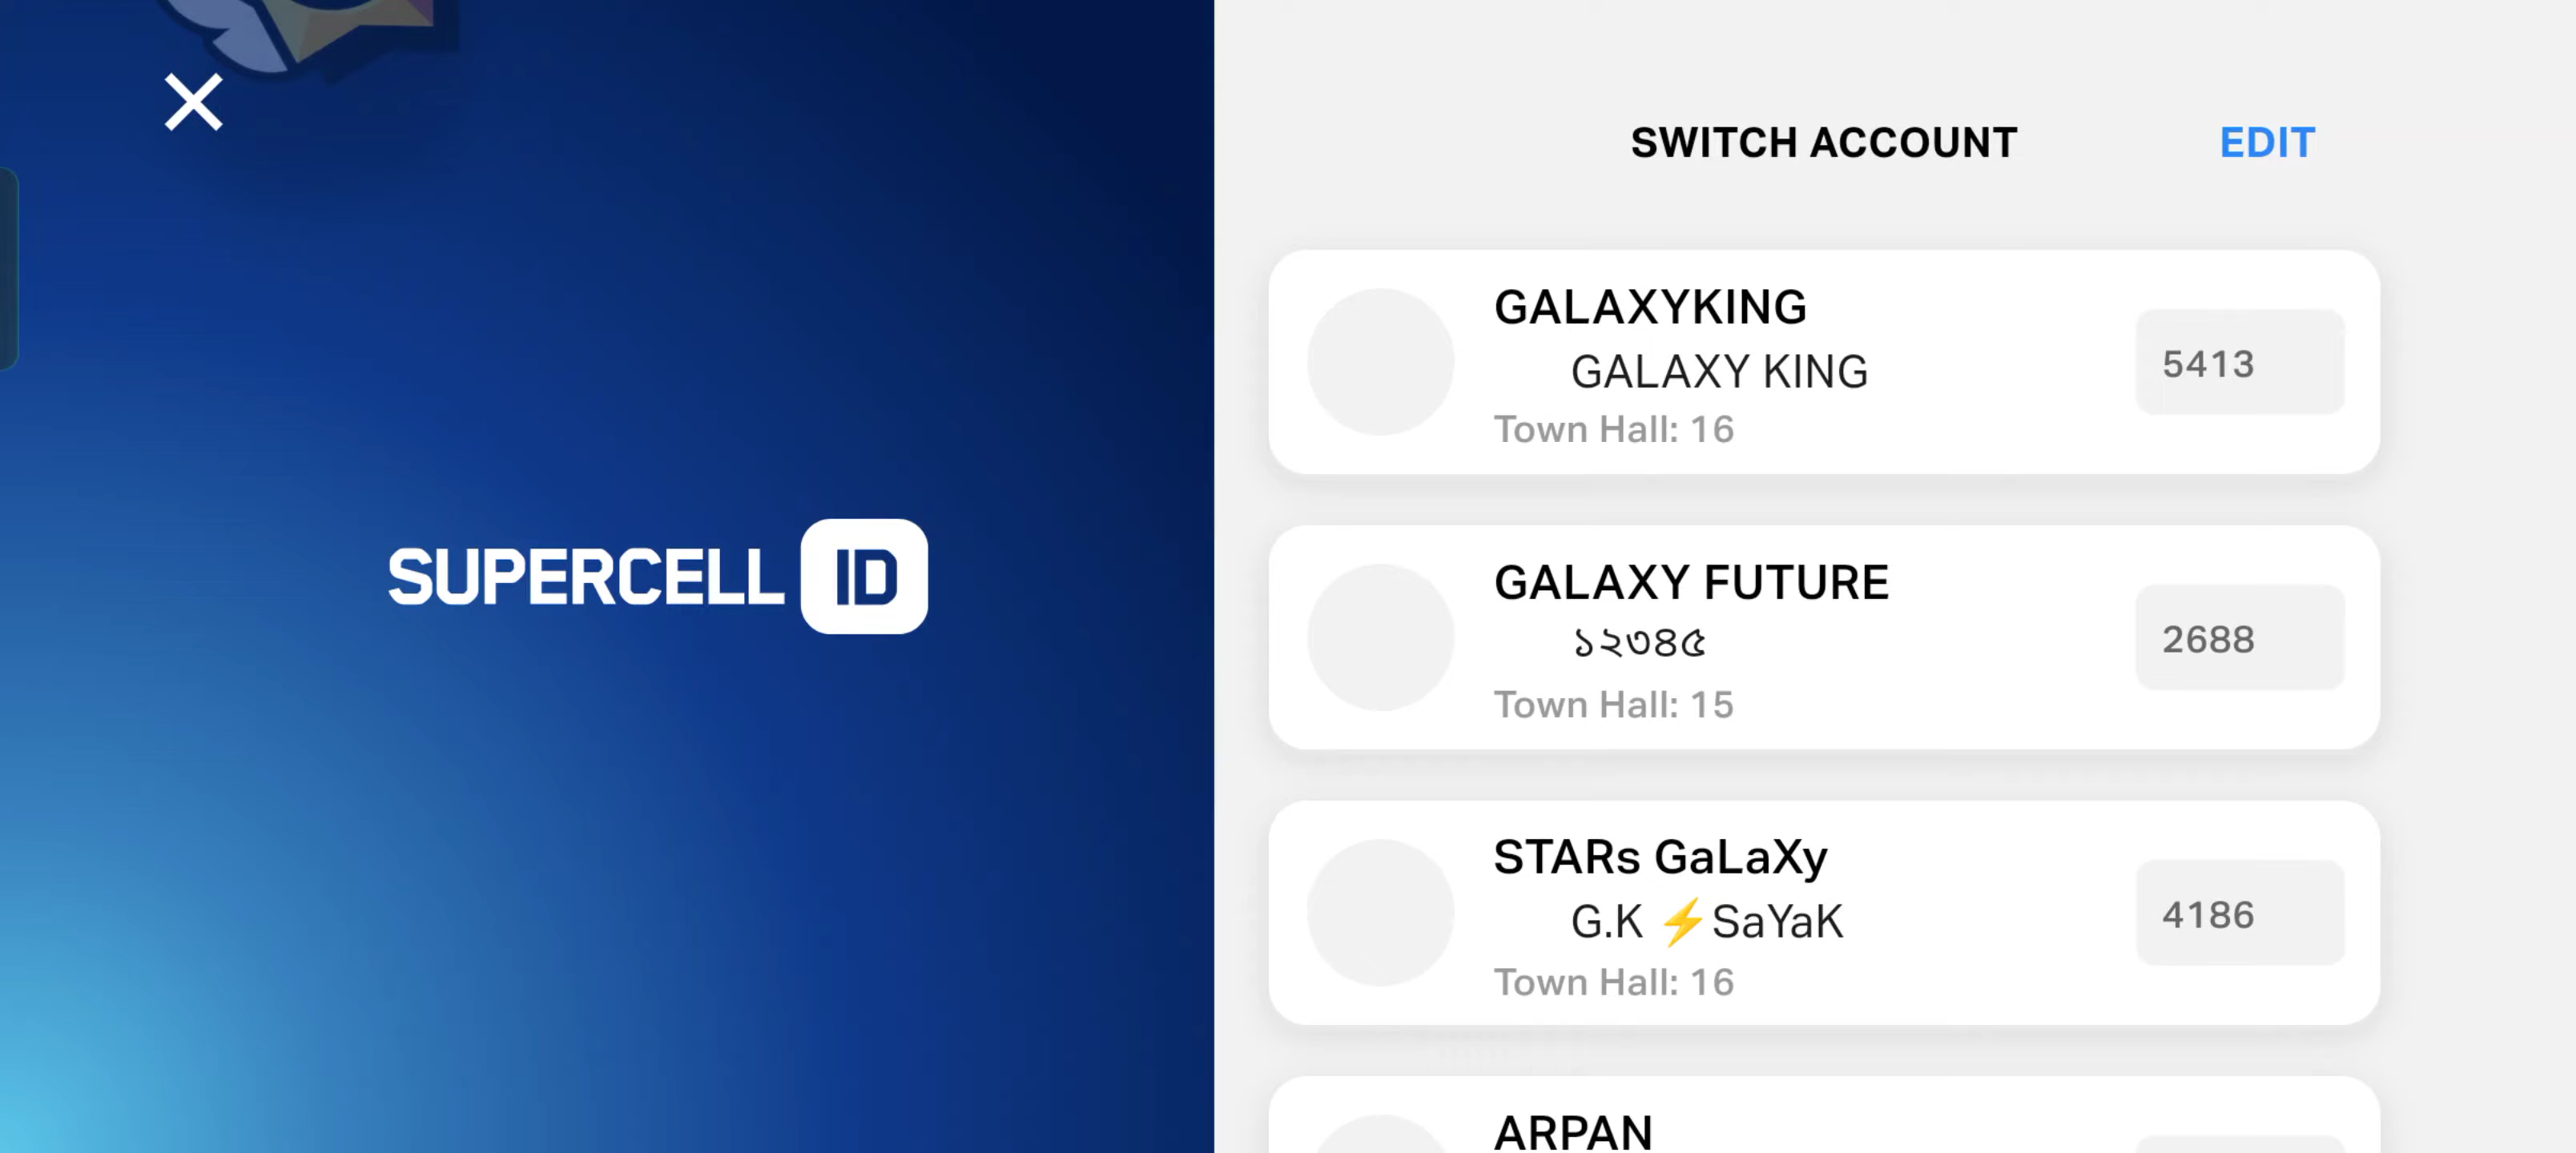 SWITCH ACCOUNT
EDIT
GALAXYKING
GALAXY KING
Town Hall: 16
5413
SUPERCELL ID
GALAXY FUTURE
১২৩৪৫
Town Hall: 15
2688
STARs GaLaXy
G.K ⚡SaYaK
Town Hall: 16
4186
ARPAN